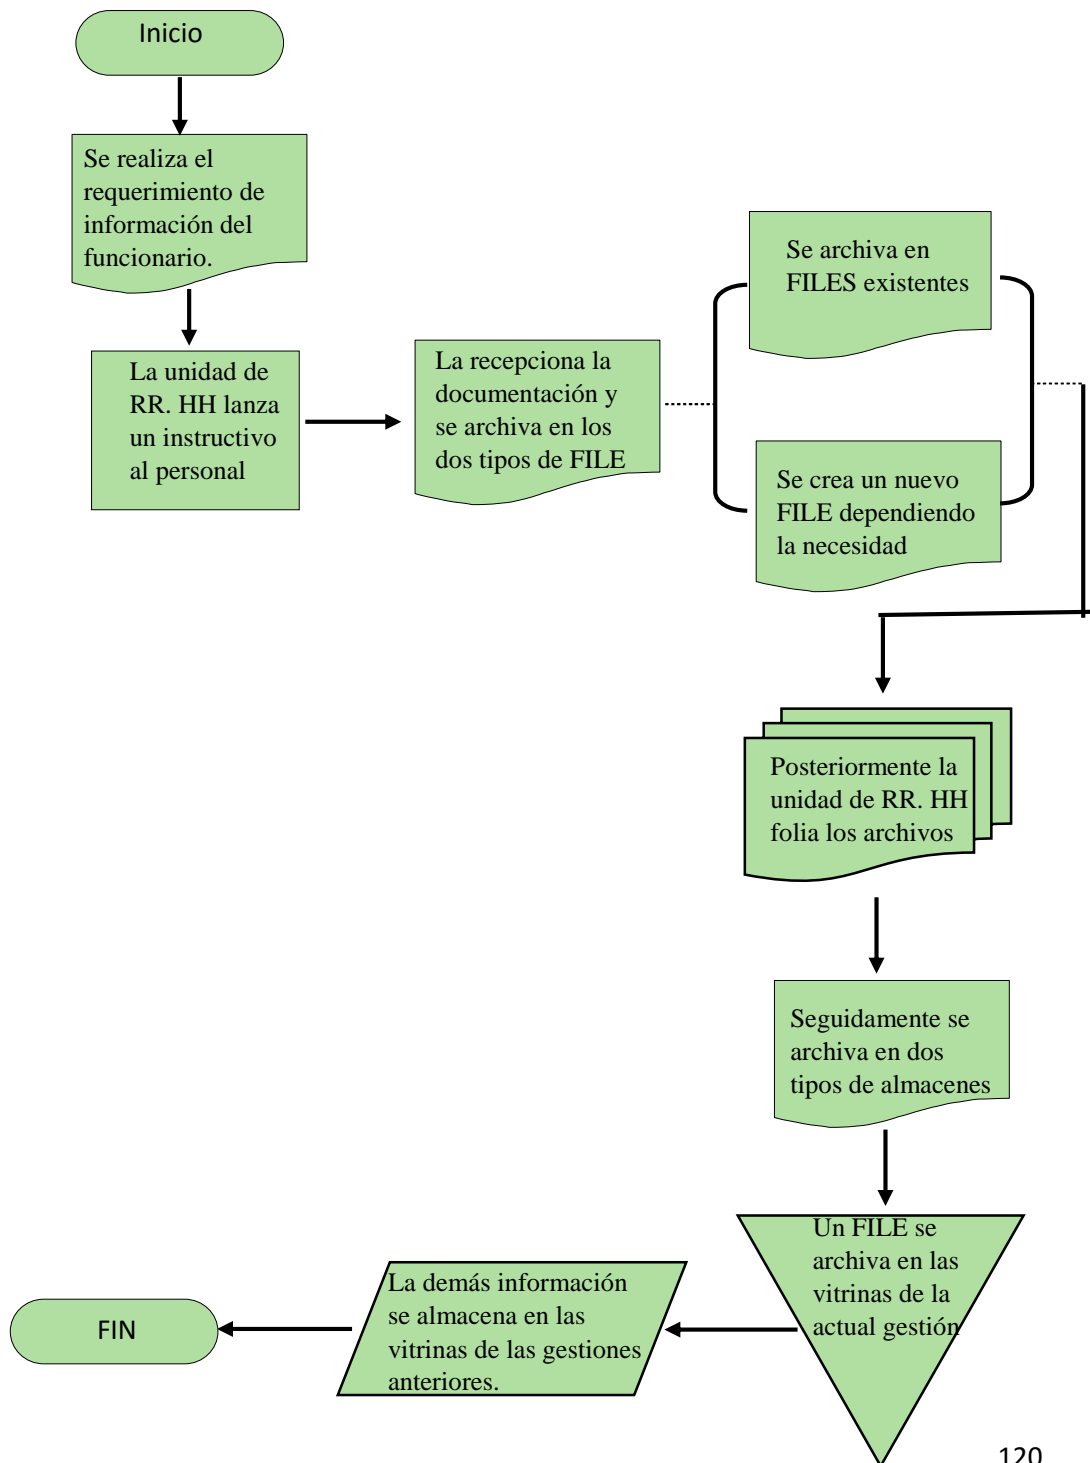 Inicio
Se realiza el
requerimiento de
información del
funcionario.
La unidad de
RR. HH lanza
un instructivo
al personal
La recepciona la
documentación y
se archiva en los
dos tipos de FILE
Se archiva en
FILES existentes
Se crea un nuevo
FILE dependiendo
la necesidad
Posteriormente la
unidad de RR. HH
folia los archivos
Seguidamente se
archiva en dos
tipos de almacenes
Un FILE se
archiva en las
vitrinas de la
actual gestión
La demás información
se almacena en las
vitrinas de las gestiones
anteriores.
FIN
120